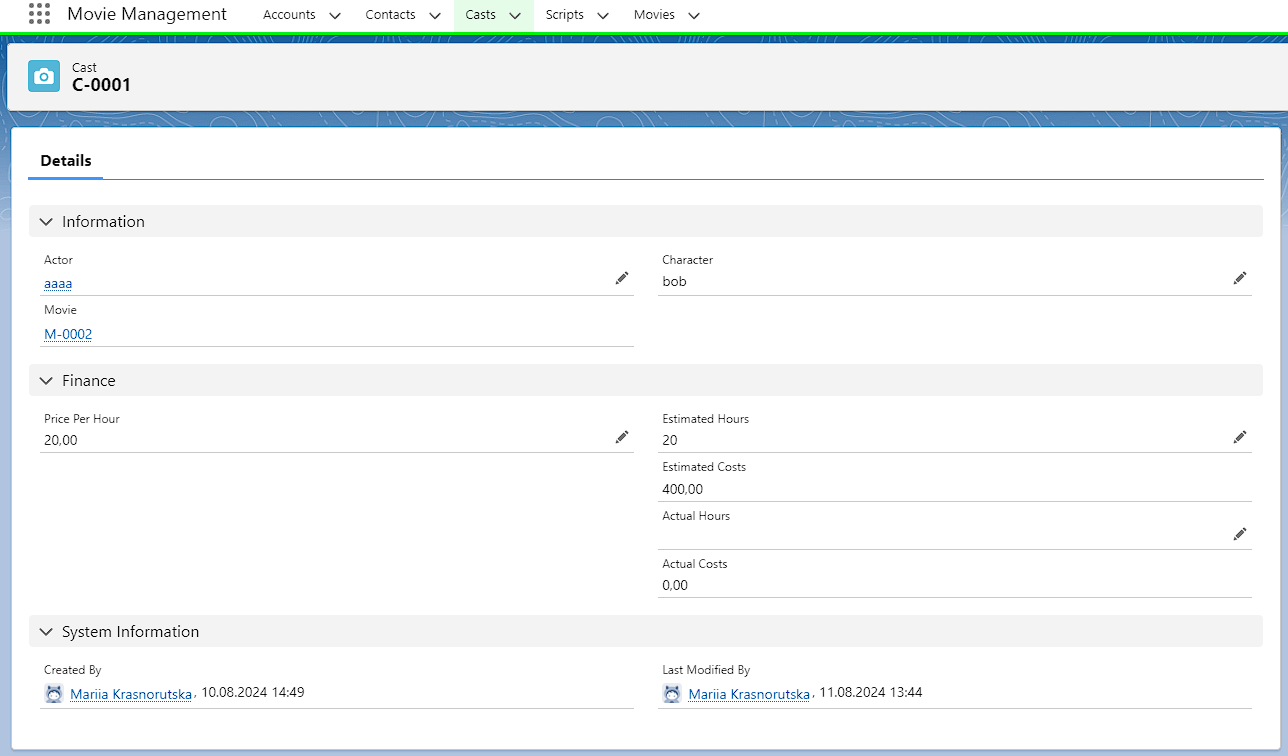 Movie Management Accounts Contacts Casts Scripts Movies
Cast
C-0001
Details
Information
Actor
aaaa
Character
bob
Movie
M-0002
Finance
Price Per Hour
20,00
Estimated Hours
20
Estimated Costs
400,00
Actual Hours
Actual Costs
0,00
System Information
Created By
Mariia Krasnorutska, 10.08.2024 14:49
Last Modified By
Mariia Krasnorutska, 11.08.2024 13:44